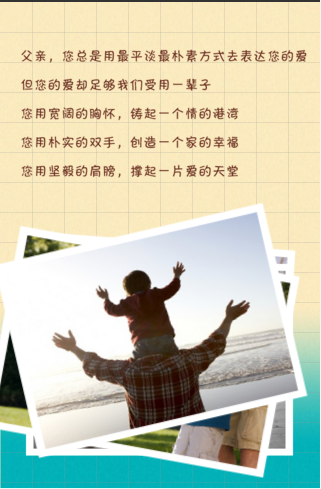 父亲，您总是用最平谈最朴素方式去表达您的爱
但您的爱却足够我们受用一辈子
您用宽阔的胸怀，铸起一个情的港湾
您用朴实的双手，创造一个家的幸福
您用坚毅的肩膀，撑起一片爱的天堂